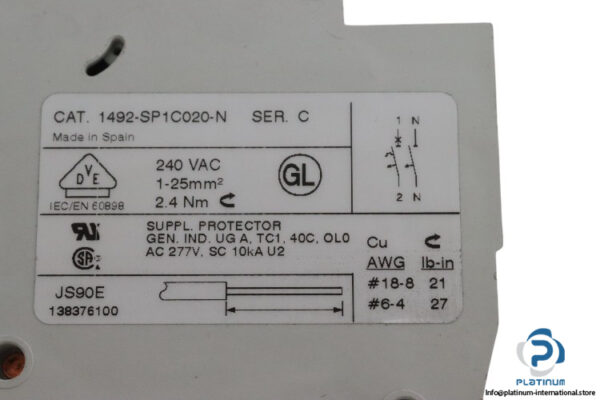 CAT. 1492-SP1C020-N SER. C
Made in Spain
1 N
2 N
DVE
IEC/EN 60898
240 VAC
1-25mm²
2.4 Nm
GL
SUPPL. PROTECTOR
GEN. IND. UG A, TC1, 40C, OL0
AC 277V, SC 10kA U2
Cu
AWG lb-in
#18-8 21
#6-4 27
JS90E
138376100
PLATINUM
Info@platinum-international.store